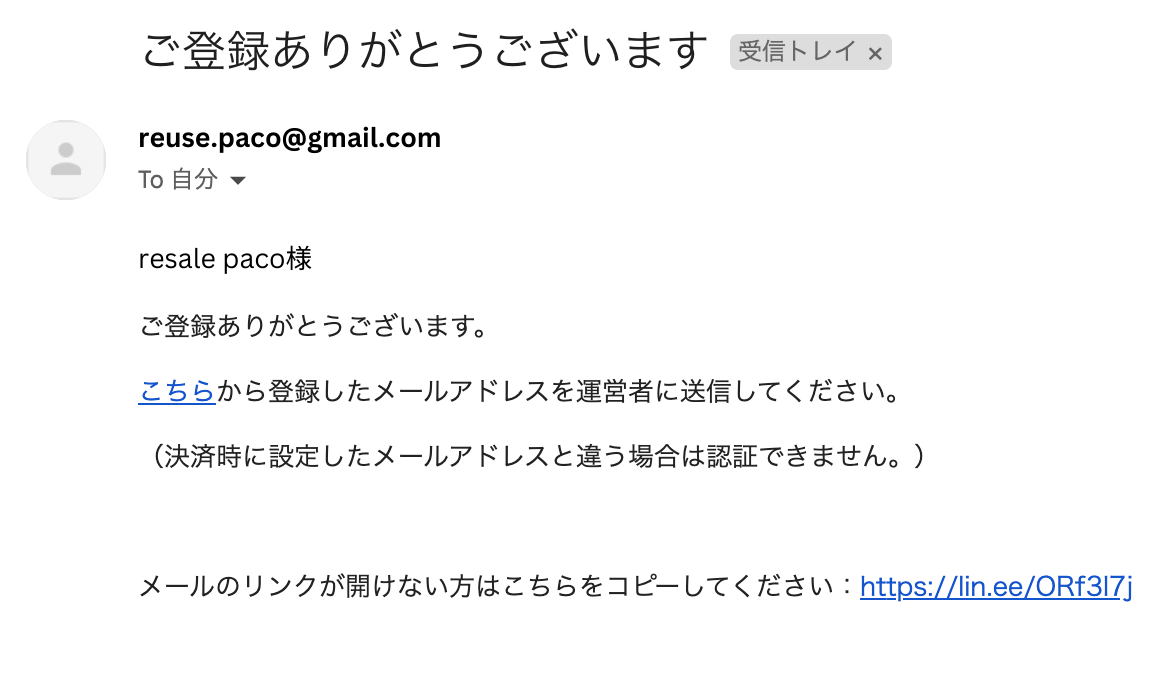 ご登録ありがとうございます 受信トレイ ×
reuse.paco@gmail.com
To 自分
resale paco様
ご登録ありがとうございます。
こちらから登録したメールアドレスを運営者に送信してください。
（決済時に設定したメールアドレスと違う場合は認証できません。）
メールのリンクが開けない方はこちらをコピーしてください：https://lin.ee/ORf3l7j